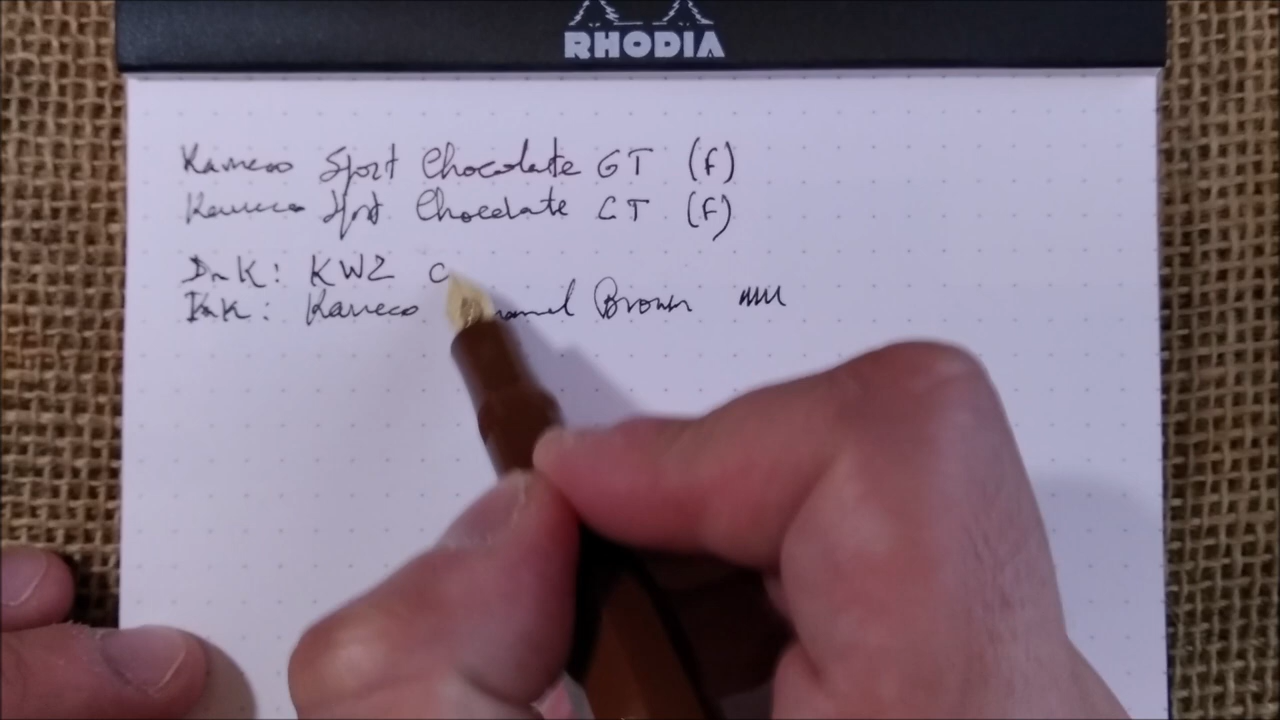 RHODIA
Kaweco Sport Chocolate GT (F)
Kaweco Sport Chocolate CT (F)
Ink: KWZ C
Ink: Kaweco Brown